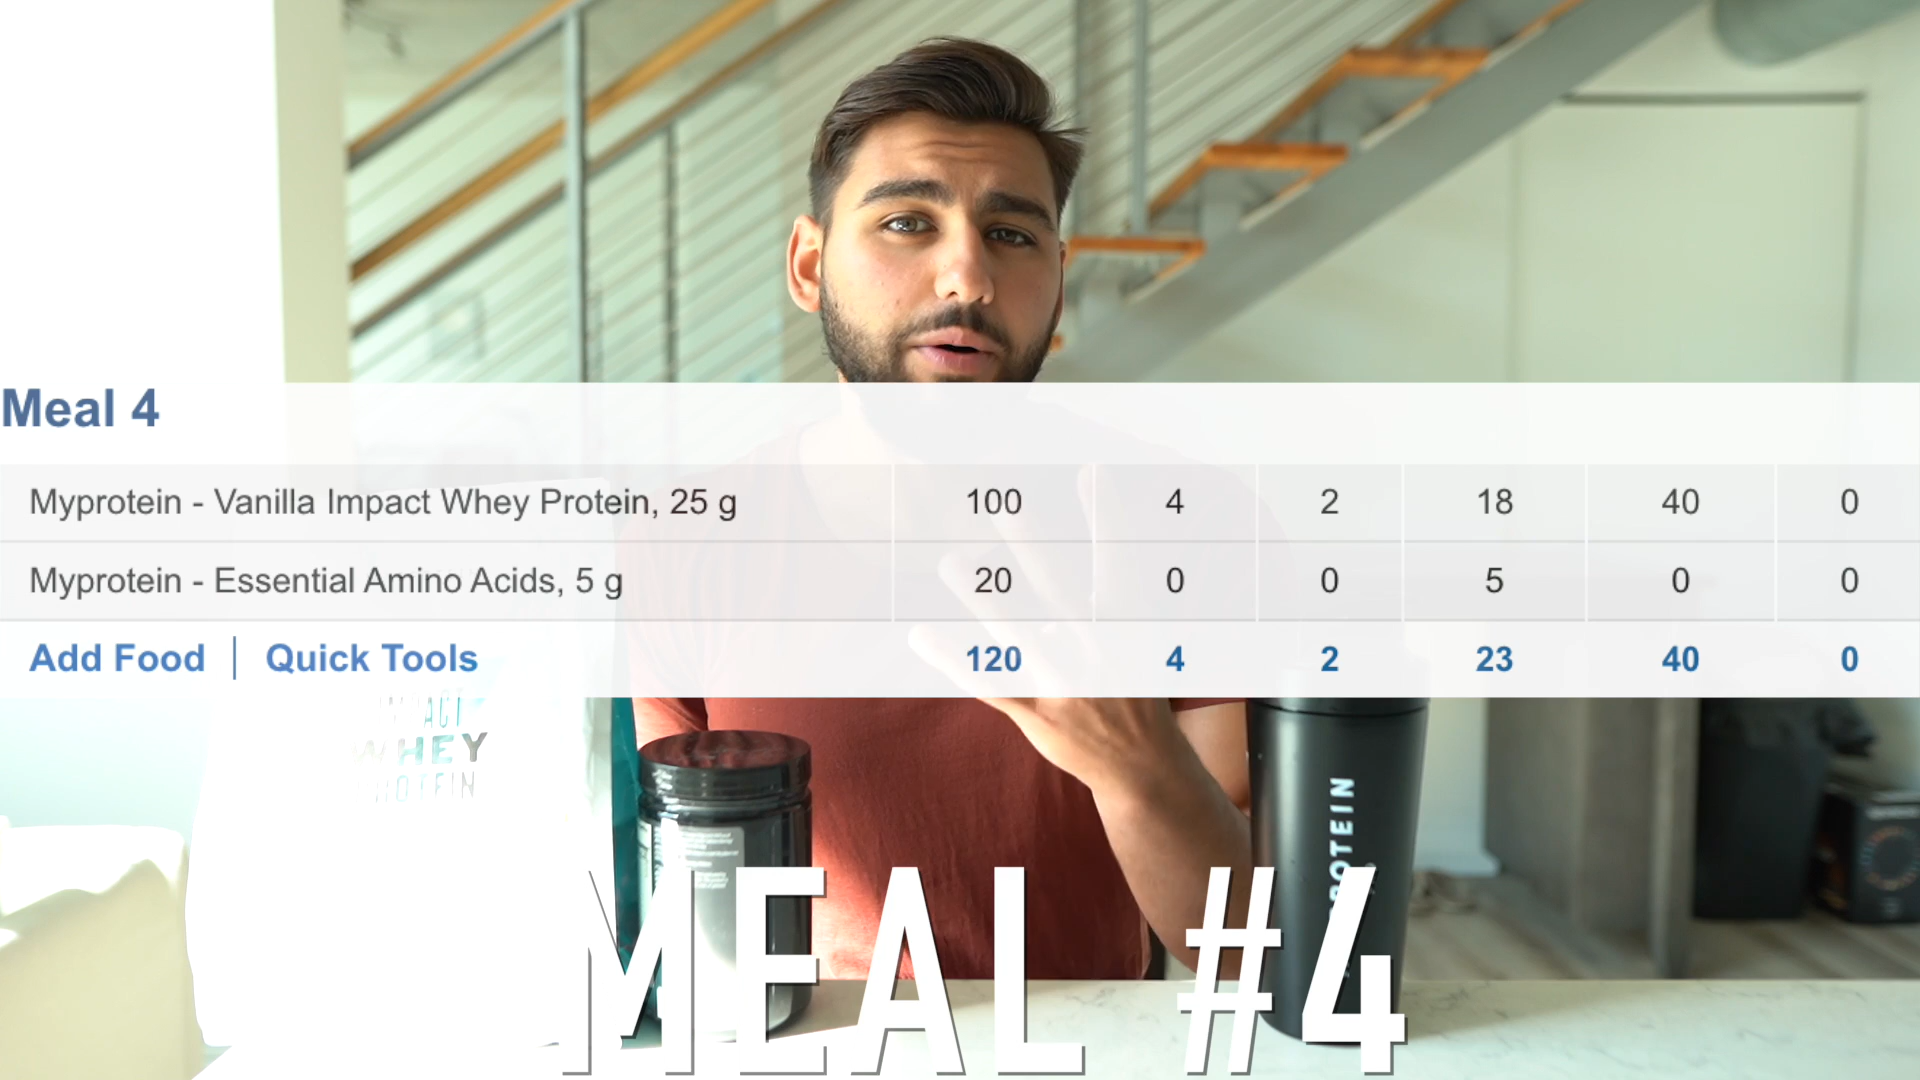 Meal 4
Myprotein - Vanilla Impact Whey Protein, 25 g 100 4 2 18 40 0
Myprotein - Essential Amino Acids, 5 g 20 0 0 5 0 0
Add Food | Quick Tools 120 4 2 23 40 0
IMPACT
WHEY
PROTEIN
MEAL #4